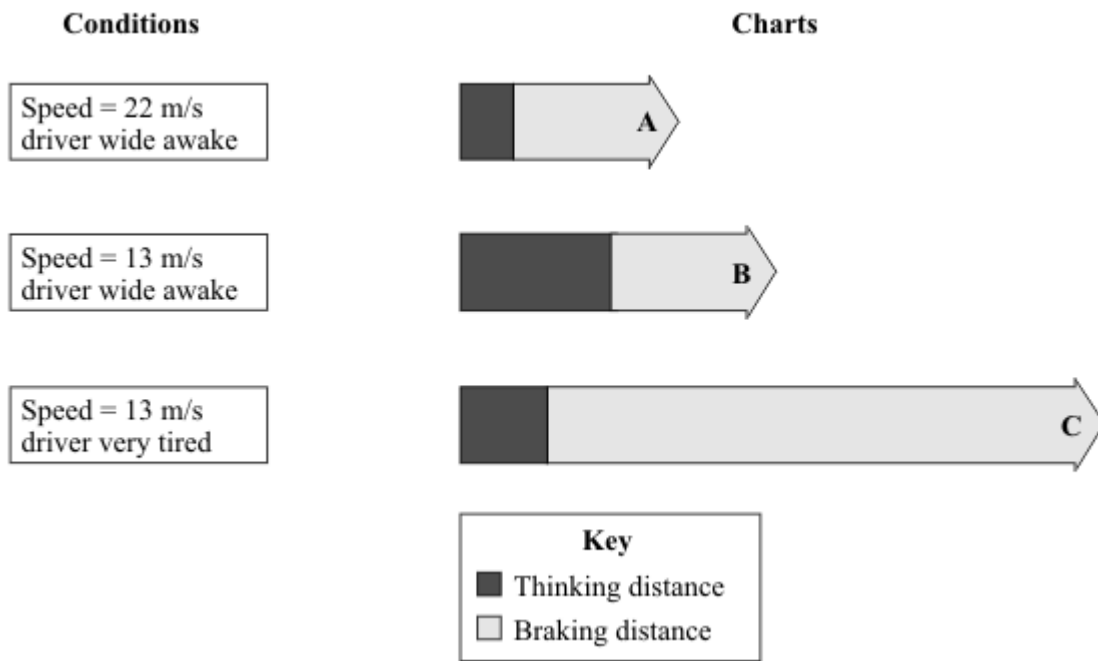 Conditions
Charts
Speed = 22 m/s
driver wide awake
A
Speed = 13 m/s
driver wide awake
B
Speed = 13 m/s
driver very tired
C
Key
Thinking distance
Braking distance